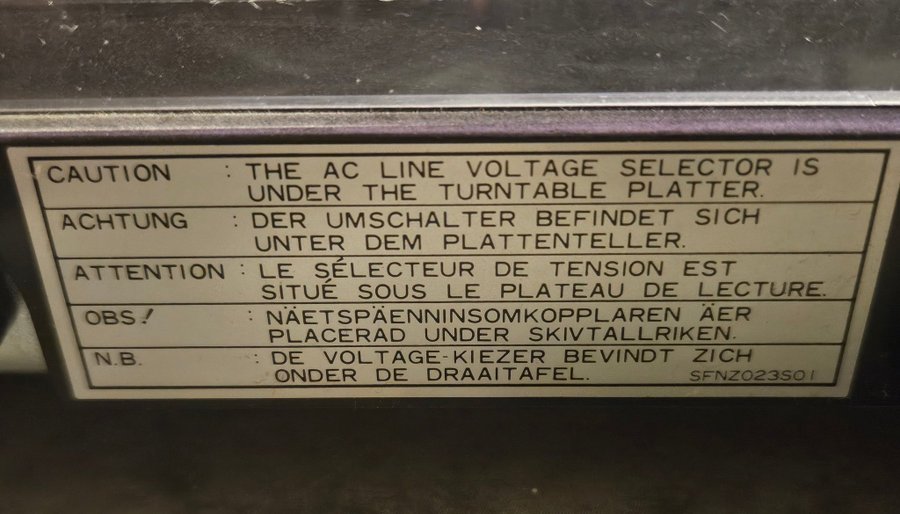 CAUTION : THE AC LINE VOLTAGE SELECTOR IS
UNDER THE TURNTABLE PLATTER.
ACHTUNG : DER UMSCHALTER BEFINDET SICH
UNTER DEM PLATTENTELLER.
ATTENTION : LE SÉLECTEUR DE TENSION EST
SITUÉ SOUS LE PLATEAU DE LECTURE.
OBS! : NÄETSPÄENNINSOMKOPPLAREN ÄER
PLACERAD UNDER SKIVTALLRIKEN.
N.B. : DE VOLTAGE-KIEZER BEVINDT ZICH
ONDER DE DRAAITAFEL. SFNZ023S01